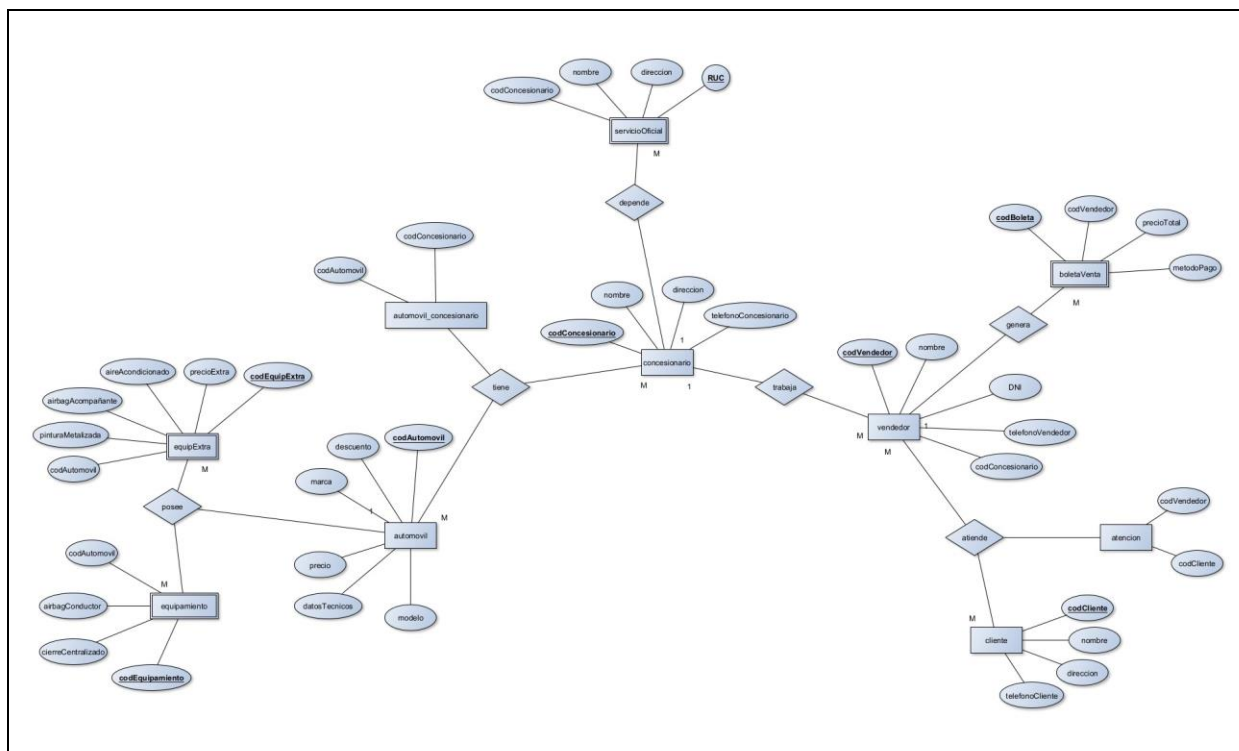 nombre
direccion
RUC
codConcesionario
servicioOficial
M
depende
codConcesionario
codAutomovil
automovil_concesionario
nombre
direccion
telefonoConcesionario
codConcesionario
1
concesionario
M
1
tiene
trabaja
codBoleta
codVendedor
precioTotal
metodoPago
boletaVenta
M
genera
codVendedor
nombre
DNI
vendedor
1
telefonoVendedor
M
M
codConcesionario
aireAcondicionado
precioExtra
codEquipExtra
airbagAcompañante
pinturaMetalizada
equipExtra
codAutomovil
M
posee
descuento
codAutomovil
marca
1
M
automovil
precio
datosTecnicos
modelo
codAutomovil
M
airbagConductor
equipamiento
cierreCentralizado
codEquipamiento
codVendedor
atiende
atencion
codCliente
M
codCliente
cliente
nombre
direccion
telefonoCliente